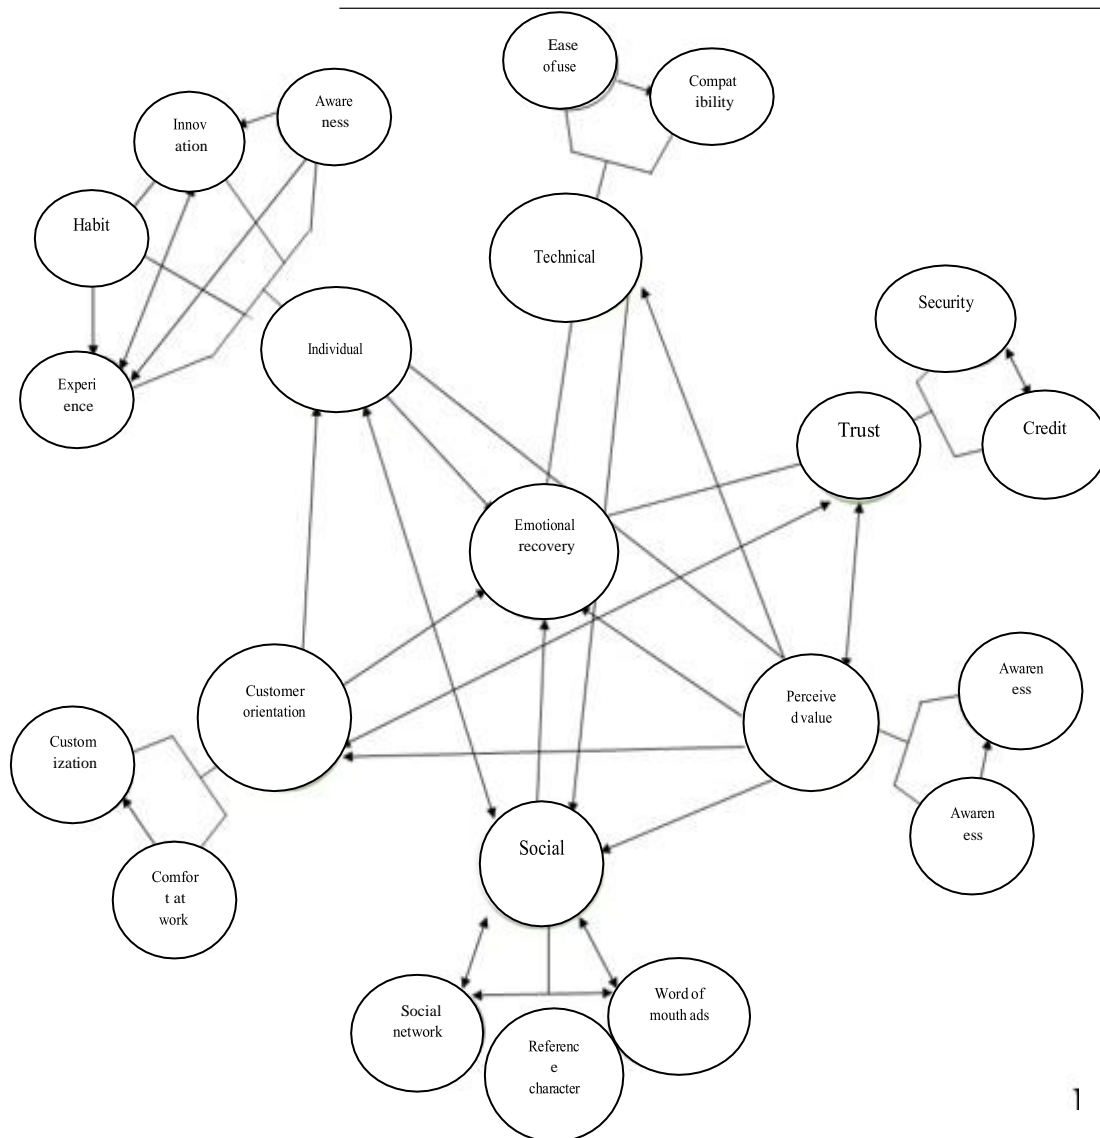 Ease
of use
Compat
ibility
Aware
ness
Innov
ation
Habit
Technical
Security
Individual
Experi
ence
Trust
Credit
Emotional
recovery
Customer
orientation
Perceive
d value
Awaren
ess
Custom
ization
Awaren
ess
Social
Comfor
t at
work
Social
network
Word of
mouth ads
Referenc
e
character
1